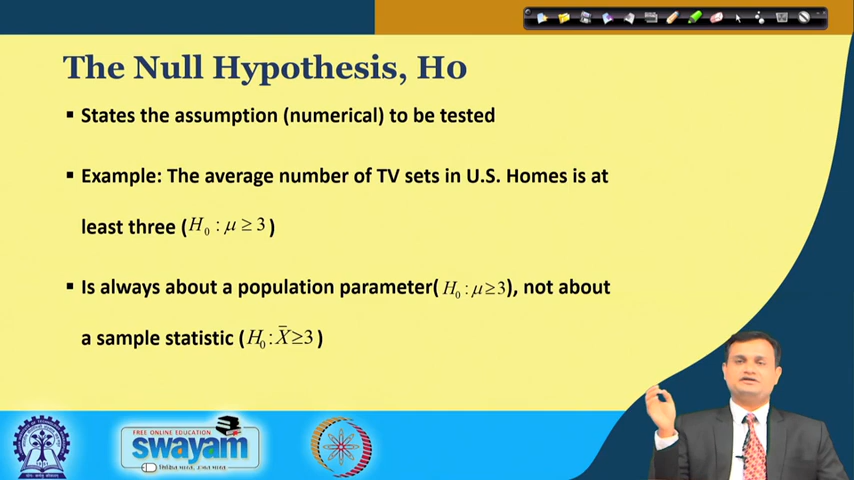 The Null Hypothesis, H0
▪ States the assumption (numerical) to be tested
▪ Example: The average number of TV sets in U.S. Homes is at
least three (H₀ : μ ≥ 3)
▪ Is always about a population parameter( H₀ : μ≥3), not about
a sample statistic (H₀ : X̄≥3)
FREE ONLINE EDUCATION
swayam